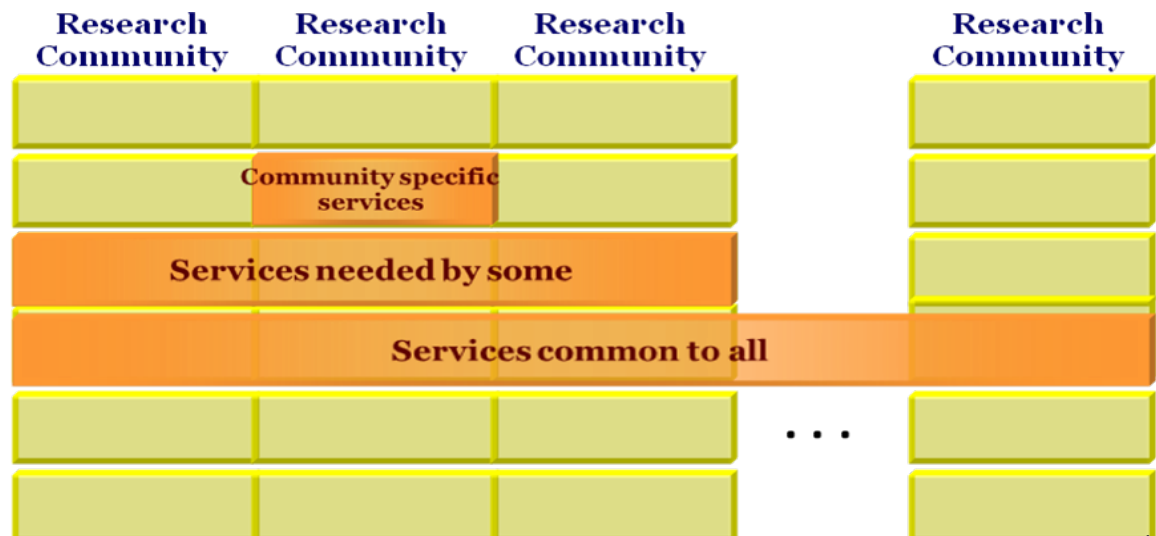 Research Research Research Research
Community Community Community Community
Community specific
services
Services needed by some
Services common to all
. . .